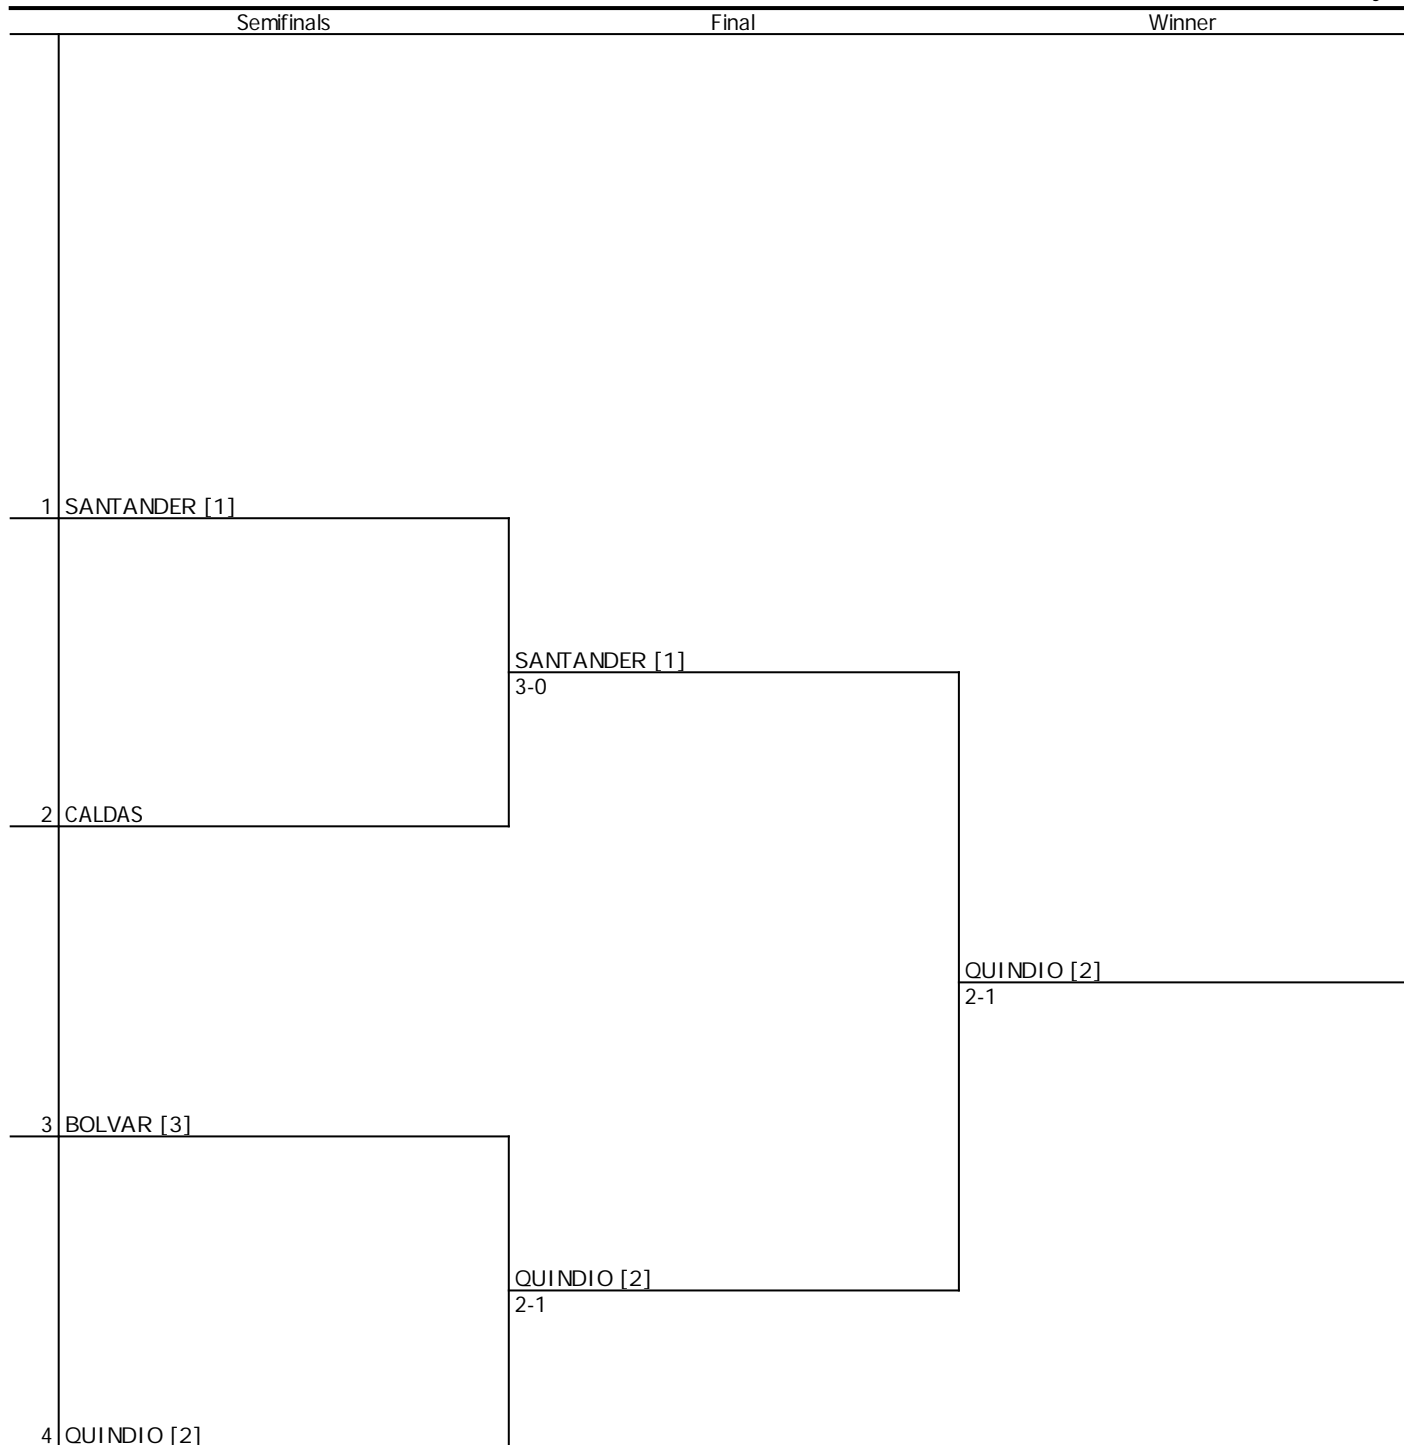 Semifinals Final Winner
1 SANTANDER [1]
SANTANDER [1]
3-0
2 CALDAS
QUINDIO [2]
2-1
3 BOLVAR [3]
QUINDIO [2]
2-1
4 QUINDIO [2]